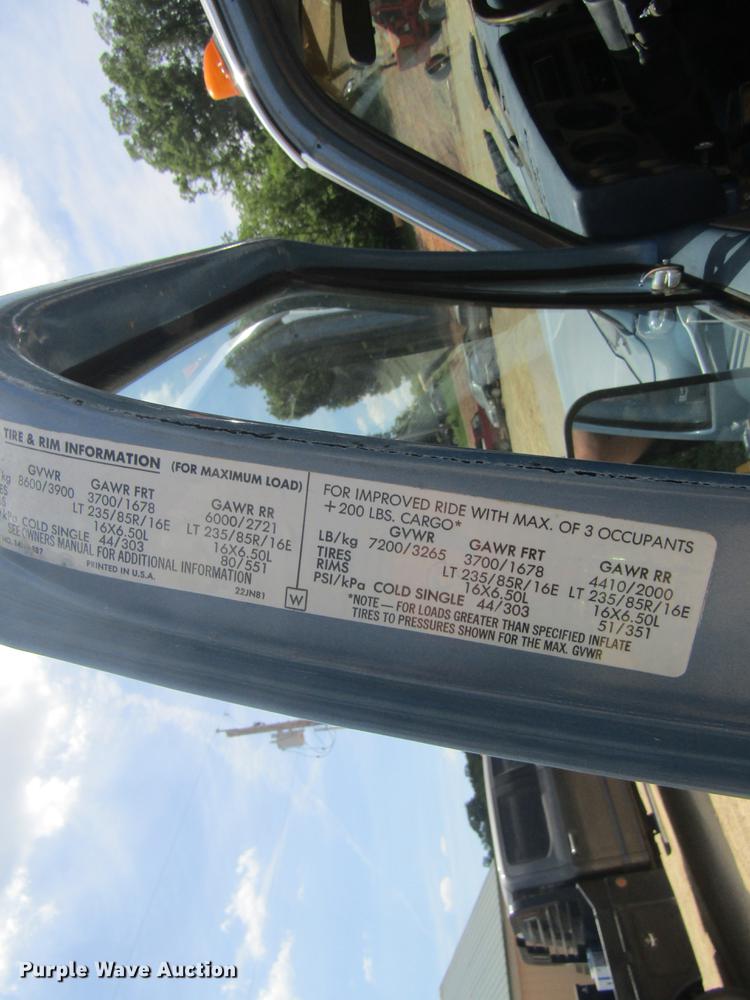 TIRE & RIM INFORMATION (FOR MAXIMUM LOAD)
GVWR GAWR FRT GAWR RR
8600/3900 3700/1678 6000/2721
LT 235/85R/16E LT 235/85R/16E
16X6.50L 16X6.50L
COLD SINGLE 44/303 80/551
SEE OWNERS MANUAL FOR ADDITIONAL INFORMATION
PRINTED IN U.S.A.
22JN81
W
FOR IMPROVED RIDE WITH MAX. OF 3 OCCUPANTS
+200 LBS. CARGO*
GVWR GAWR FRT GAWR RR
LB/kg 7200/3265 3700/1678 4410/2000
TIRES LT 235/85R/16E LT 235/85R/16E
RIMS 16X6.50L 16X6.50L
PSI/kPa COLD SINGLE 44/303 51/351
*NOTE — FOR LOADS GREATER THAN SPECIFIED INFLATE
TIRES TO PRESSURES SHOWN FOR THE MAX. GVWR
Purple Wave Auction